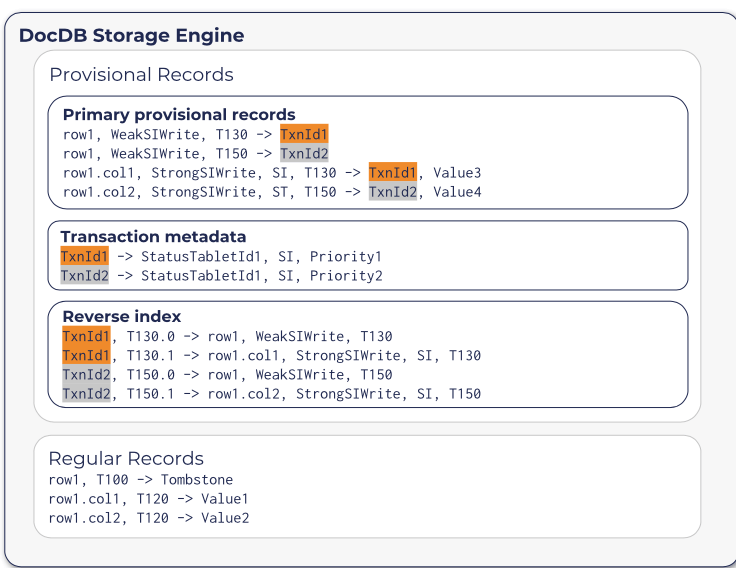 DocDB Storage Engine
Provisional Records
Primary provisional records
row1, WeakSIWrite, T130 -> TxnId1
row1, WeakSIWrite, T150 -> TxnId2
row1.col1, StrongSIWrite, SI, T130 -> TxnId1, Value3
row1.col2, StrongSIWrite, ST, T150 -> TxnId2, Value4
Transaction metadata
TxnId1 -> StatusTabletId1, SI, Priority1
TxnId2 -> StatusTabletId1, SI, Priority2
Reverse index
TxnId1, T130.0 -> row1, WeakSIWrite, T130
TxnId1, T130.1 -> row1.col1, StrongSIWrite, SI, T130
TxnId2, T150.0 -> row1, WeakSIWrite, T150
TxnId2, T150.1 -> row1.col2, StrongSIWrite, SI, T150
Regular Records
row1, T100 -> Tombstone
row1.col1, T120 -> Value1
row1.col2, T120 -> Value2